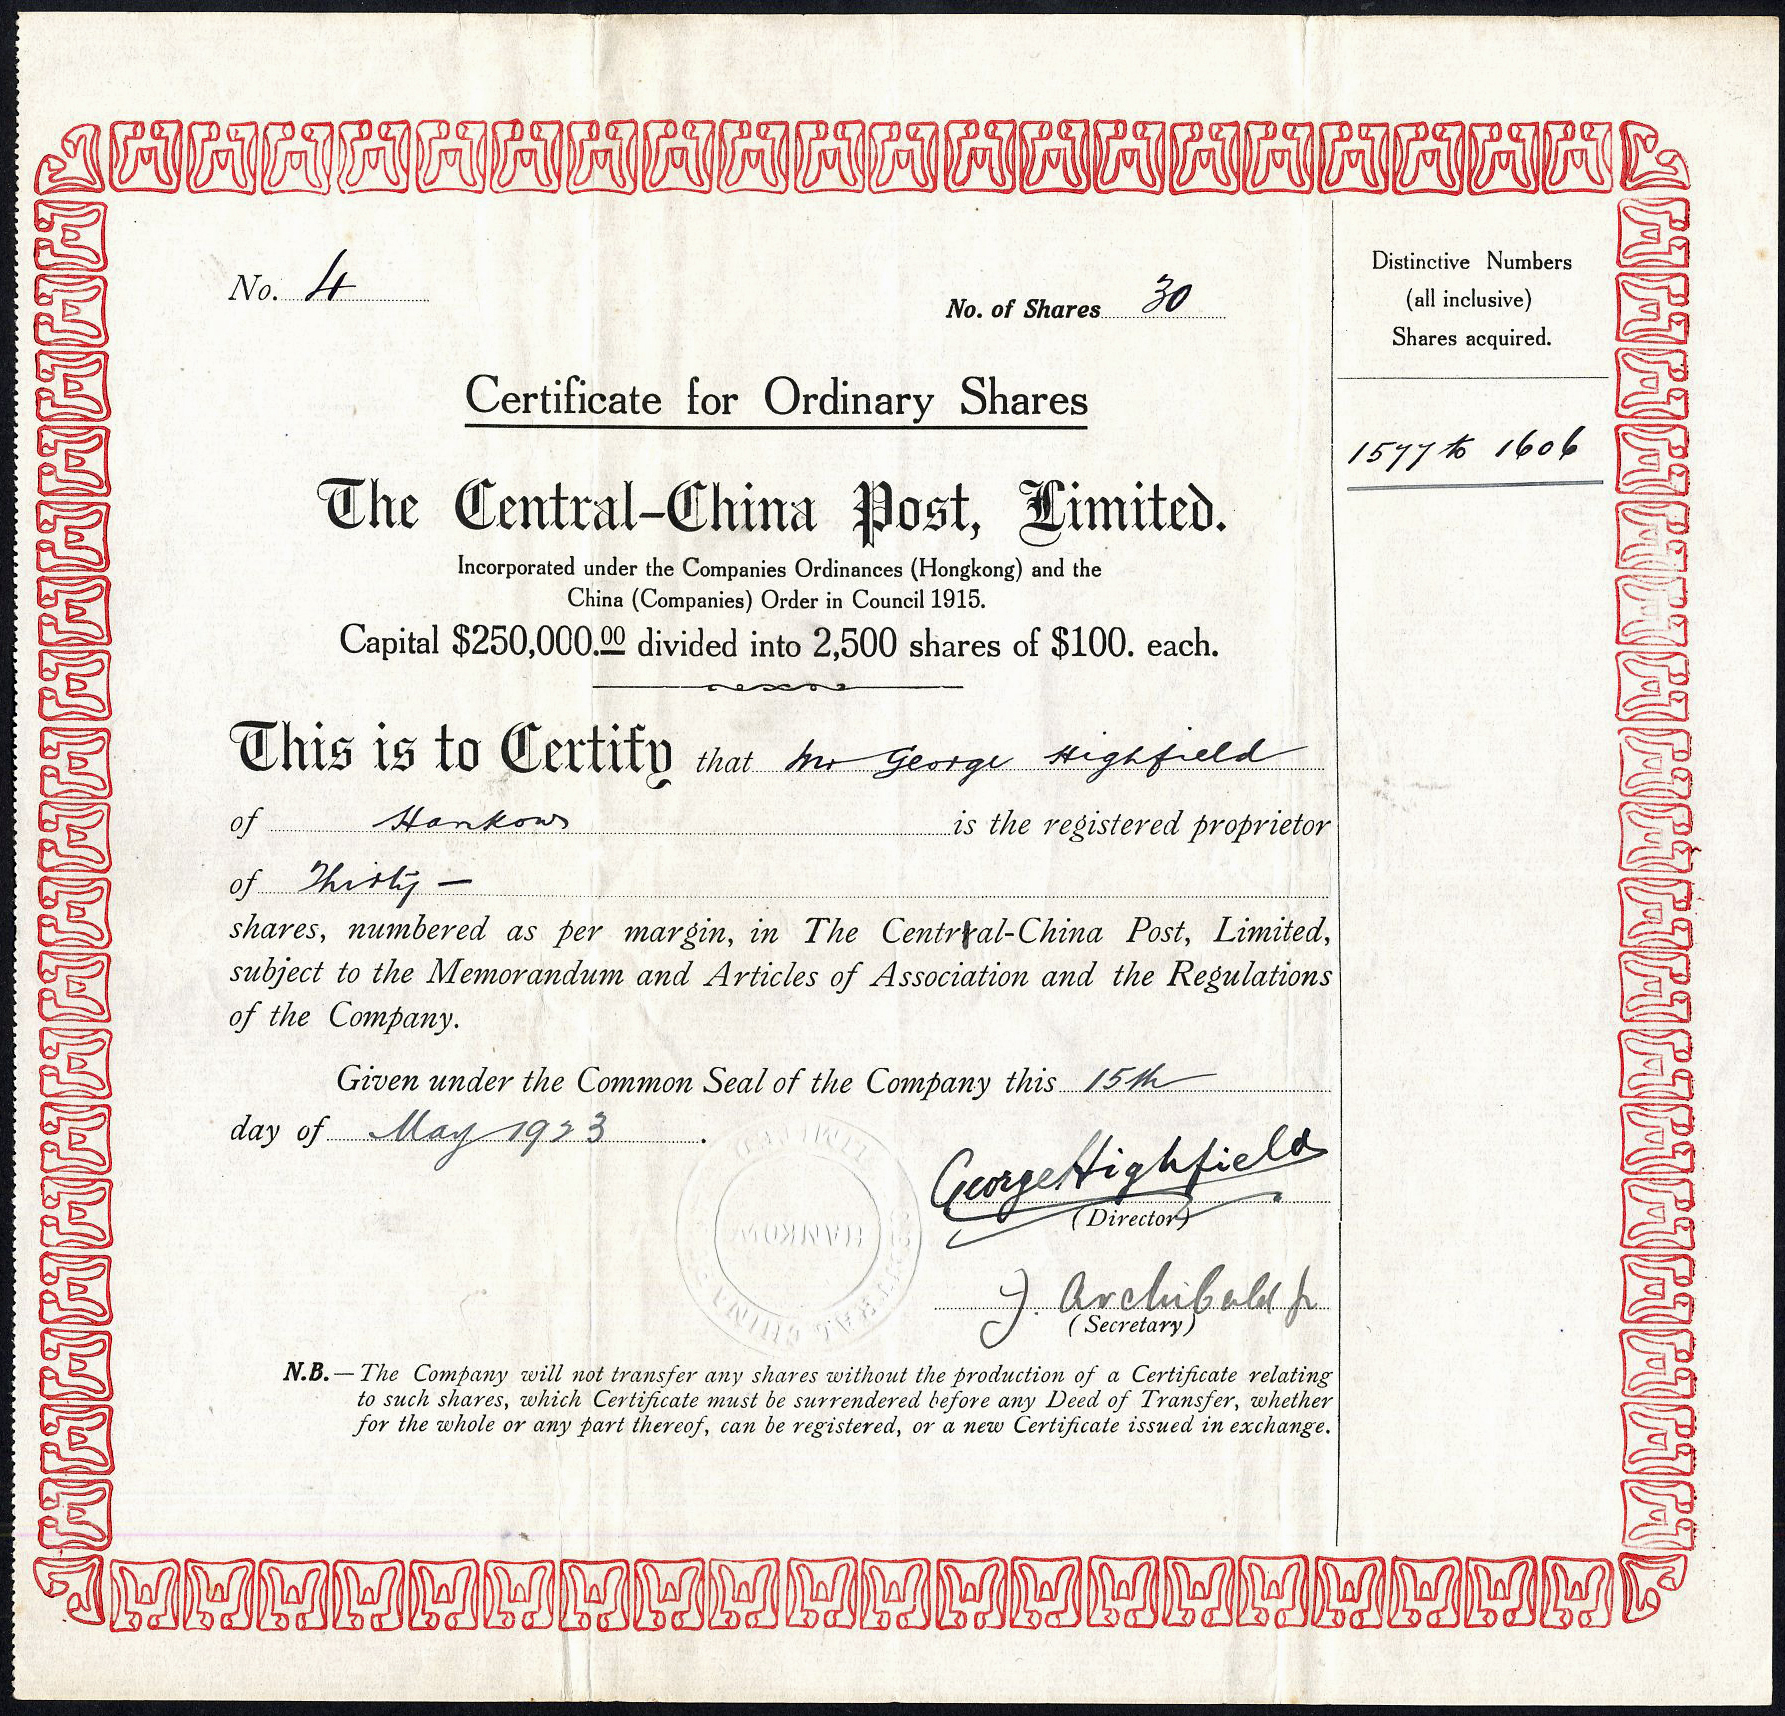 No. 4
No. of Shares 30
Distinctive Numbers
(all inclusive)
Shares acquired.
1577 to 1606
Certificate for Ordinary Shares
The Central-China Post, Limited.
Incorporated under the Companies Ordinances (Hongkong) and the
China (Companies) Order in Council 1915.
Capital $250,000.00 divided into 2,500 shares of $100. each.
This is to Certify that Mr George Highfield
of Hankow is the registered proprietor
of Thirty —
shares, numbered as per margin, in The Centrtal-China Post, Limited,
subject to the Memorandum and Articles of Association and the Regulations
of the Company.
Given under the Common Seal of the Company this 15th
day of May 1923.
George Highfield
(Director)
J. Archibald Jr
(Secretary)
CENTRAL CHINA LIMITED
HANKOW
N.B. — The Company will not transfer any shares without the production of a Certificate relating
to such shares, which Certificate must be surrendered before any Deed of Transfer, whether
for the whole or any part thereof, can be registered, or a new Certificate issued in exchange.